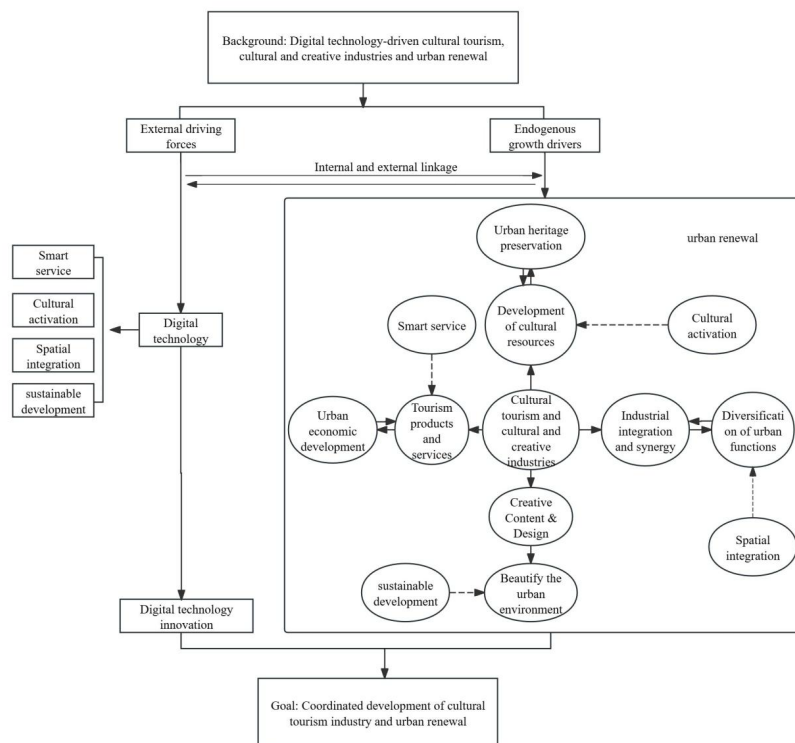 Background: Digital technology-driven cultural tourism,
cultural and creative industries and urban renewal
External driving
forces
Endogenous
growth drivers
Internal and external linkage
urban renewal
Urban heritage
preservation
Smart
service
Cultural
activation
Spatial
integration
sustainable
development
Digital
technology
Smart service
Development
of cultural
resources
Cultural
activation
Urban
economic
development
Tourism
products
and
services
Cultural
tourism and
cultural and
creative
industries
Industrial
integration
and synergy
Diversificati
on of urban
functions
Creative
Content &
Design
Spatial
integration
sustainable
development
Beautify the
urban
environment
Digital technology
innovation
Goal: Coordinated development of cultural
tourism industry and urban renewal